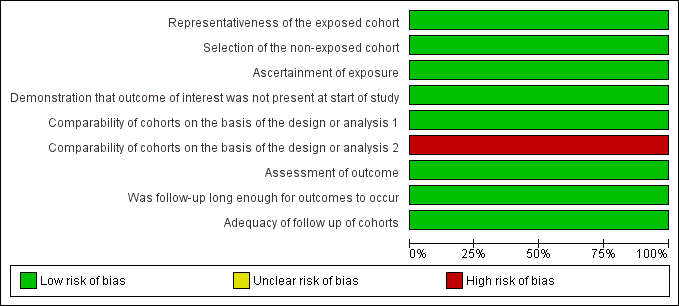 Representativeness of the exposed cohort
Selection of the non-exposed cohort
Ascertainment of exposure
Demonstration that outcome of interest was not present at start of study
Comparability of cohorts on the basis of the design or analysis 1
Comparability of cohorts on the basis of the design or analysis 2
Assessment of outcome
Was follow-up long enough for outcomes to occur
Adequacy of follow up of cohorts
0% 25% 50% 75% 100%
Low risk of bias Unclear risk of bias High risk of bias